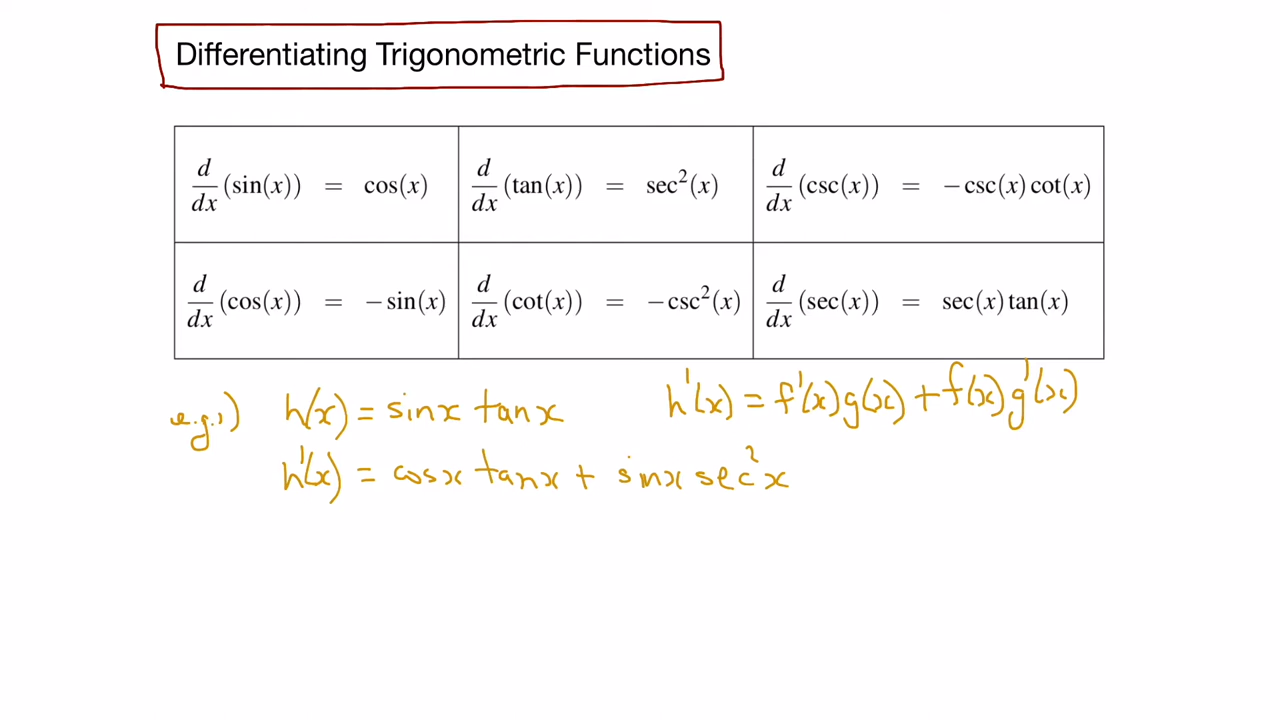 Differentiating Trigonometric Functions
d/dx (sin(x)) = cos(x) d/dx (tan(x)) = sec²(x) d/dx (csc(x)) = −csc(x) cot(x)
d/dx (cos(x)) = −sin(x) d/dx (cot(x)) = −csc²(x) d/dx (sec(x)) = sec(x) tan(x)
e.g.1) h(x) = sinx tanx h'(x) = f'(x)g(x) + f(x)g'(x)
h'(x) = cosx tanx + sinx sec²x